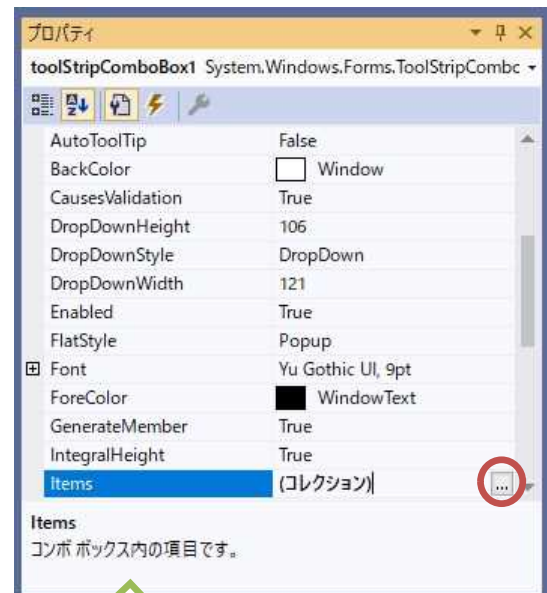 プロパティ
toolStripComboBox1 System.Windows.Forms.ToolStripCombc
AutoToolTip False
BackColor Window
CausesValidation True
DropDownHeight 106
DropDownStyle DropDown
DropDownWidth 121
Enabled True
FlatStyle Popup
Font Yu Gothic UI, 9pt
ForeColor WindowText
GenerateMember True
IntegralHeight True
Items (コレクション) ...
Items
コンボ ボックス内の項目です。